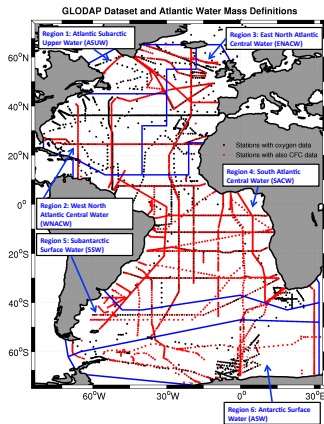 GLODAP Dataset and Atlantic Water Mass Definitions
Region 1: Atlantic Subarctic
Upper Water (ASUW)
Region 3: East North Atlantic
Central Water (ENACW)
60°N
40°N
20°N
0°
20°S
40°S
60°S
Stations with oxygen data
Stations with also CFC data
Region 4: South Atlantic
Central Water (SACW)
Region 2: West North
Atlantic Central Water
(WNACW)
Region 5: Subantarctic
Surface Water (SSW)
60°W
40°W
20°W
0°E
30°E
Region 6: Antarctic Surface
Water (ASW)